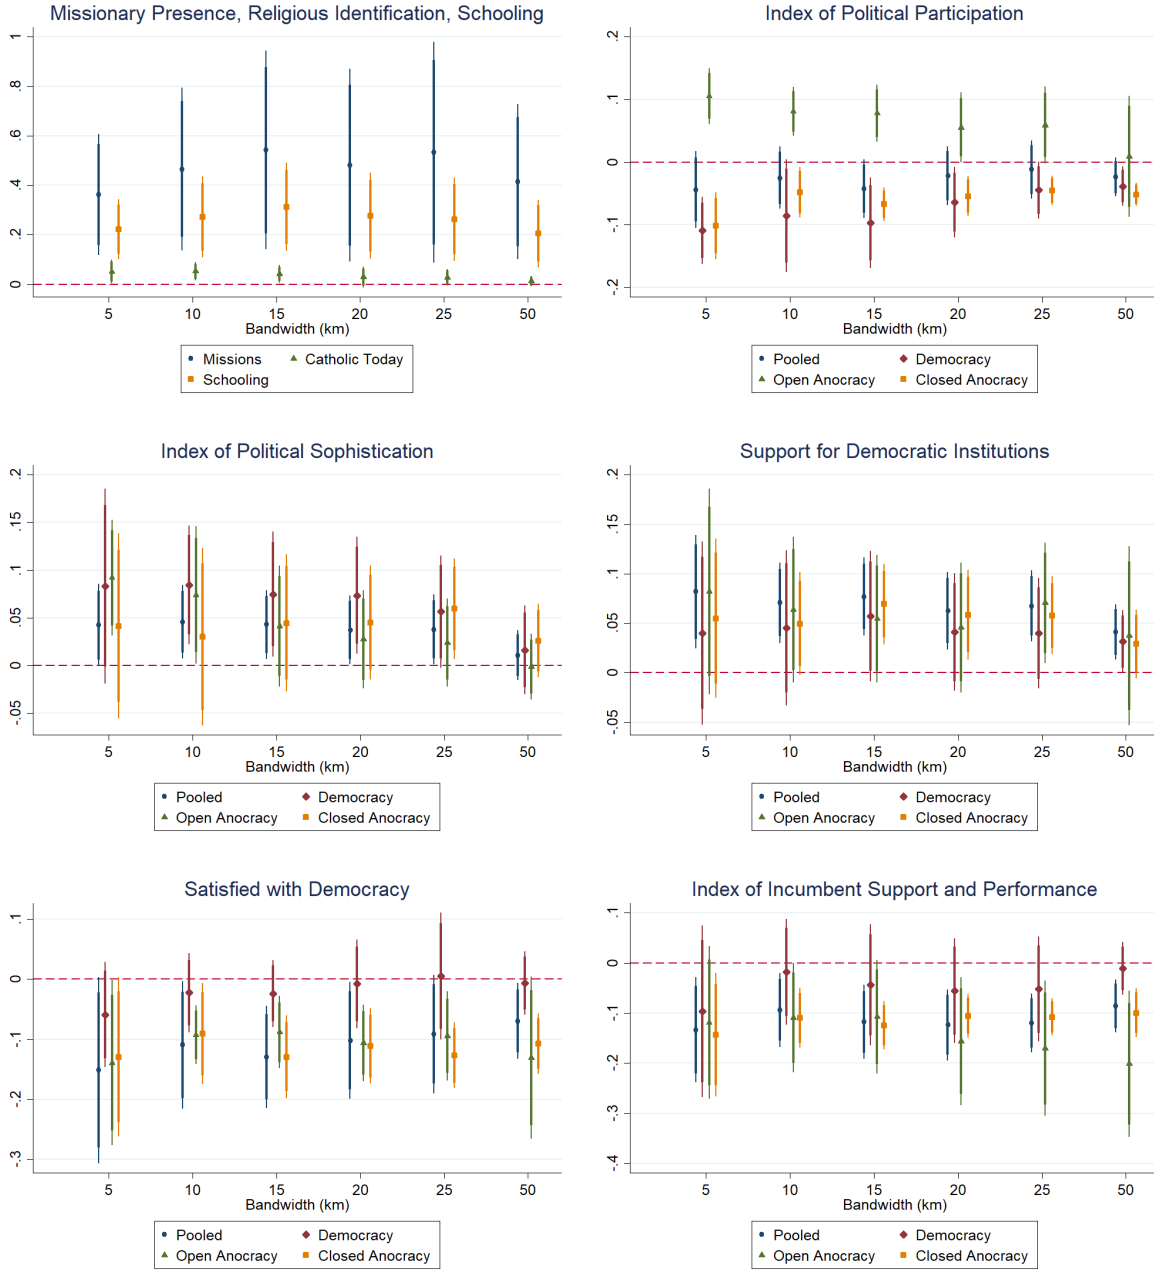 Missionary Presence, Religious Identification, Schooling
1
.8
.6
.4
.2
0
5 10 15 20 25 50
Bandwidth (km)
Missions Catholic Today
Schooling
Index of Political Participation
.2
.1
0
-.1
-.2
5 10 15 20 25 50
Bandwidth (km)
Pooled Democracy
Open Anocracy Closed Anocracy
Index of Political Sophistication
.2
.15
.1
.05
0
-.05
5 10 15 20 25 50
Bandwidth (km)
Pooled Democracy
Open Anocracy Closed Anocracy
Support for Democratic Institutions
.2
.15
.1
.05
0
-.05
5 10 15 20 25 50
Bandwidth (km)
Pooled Democracy
Open Anocracy Closed Anocracy
Satisfied with Democracy
.1
0
-.1
-.2
-.3
5 10 15 20 25 50
Bandwidth (km)
Pooled Democracy
Open Anocracy Closed Anocracy
Index of Incumbent Support and Performance
.1
0
-.1
-.2
-.3
-.4
5 10 15 20 25 50
Bandwidth (km)
Pooled Democracy
Open Anocracy Closed Anocracy